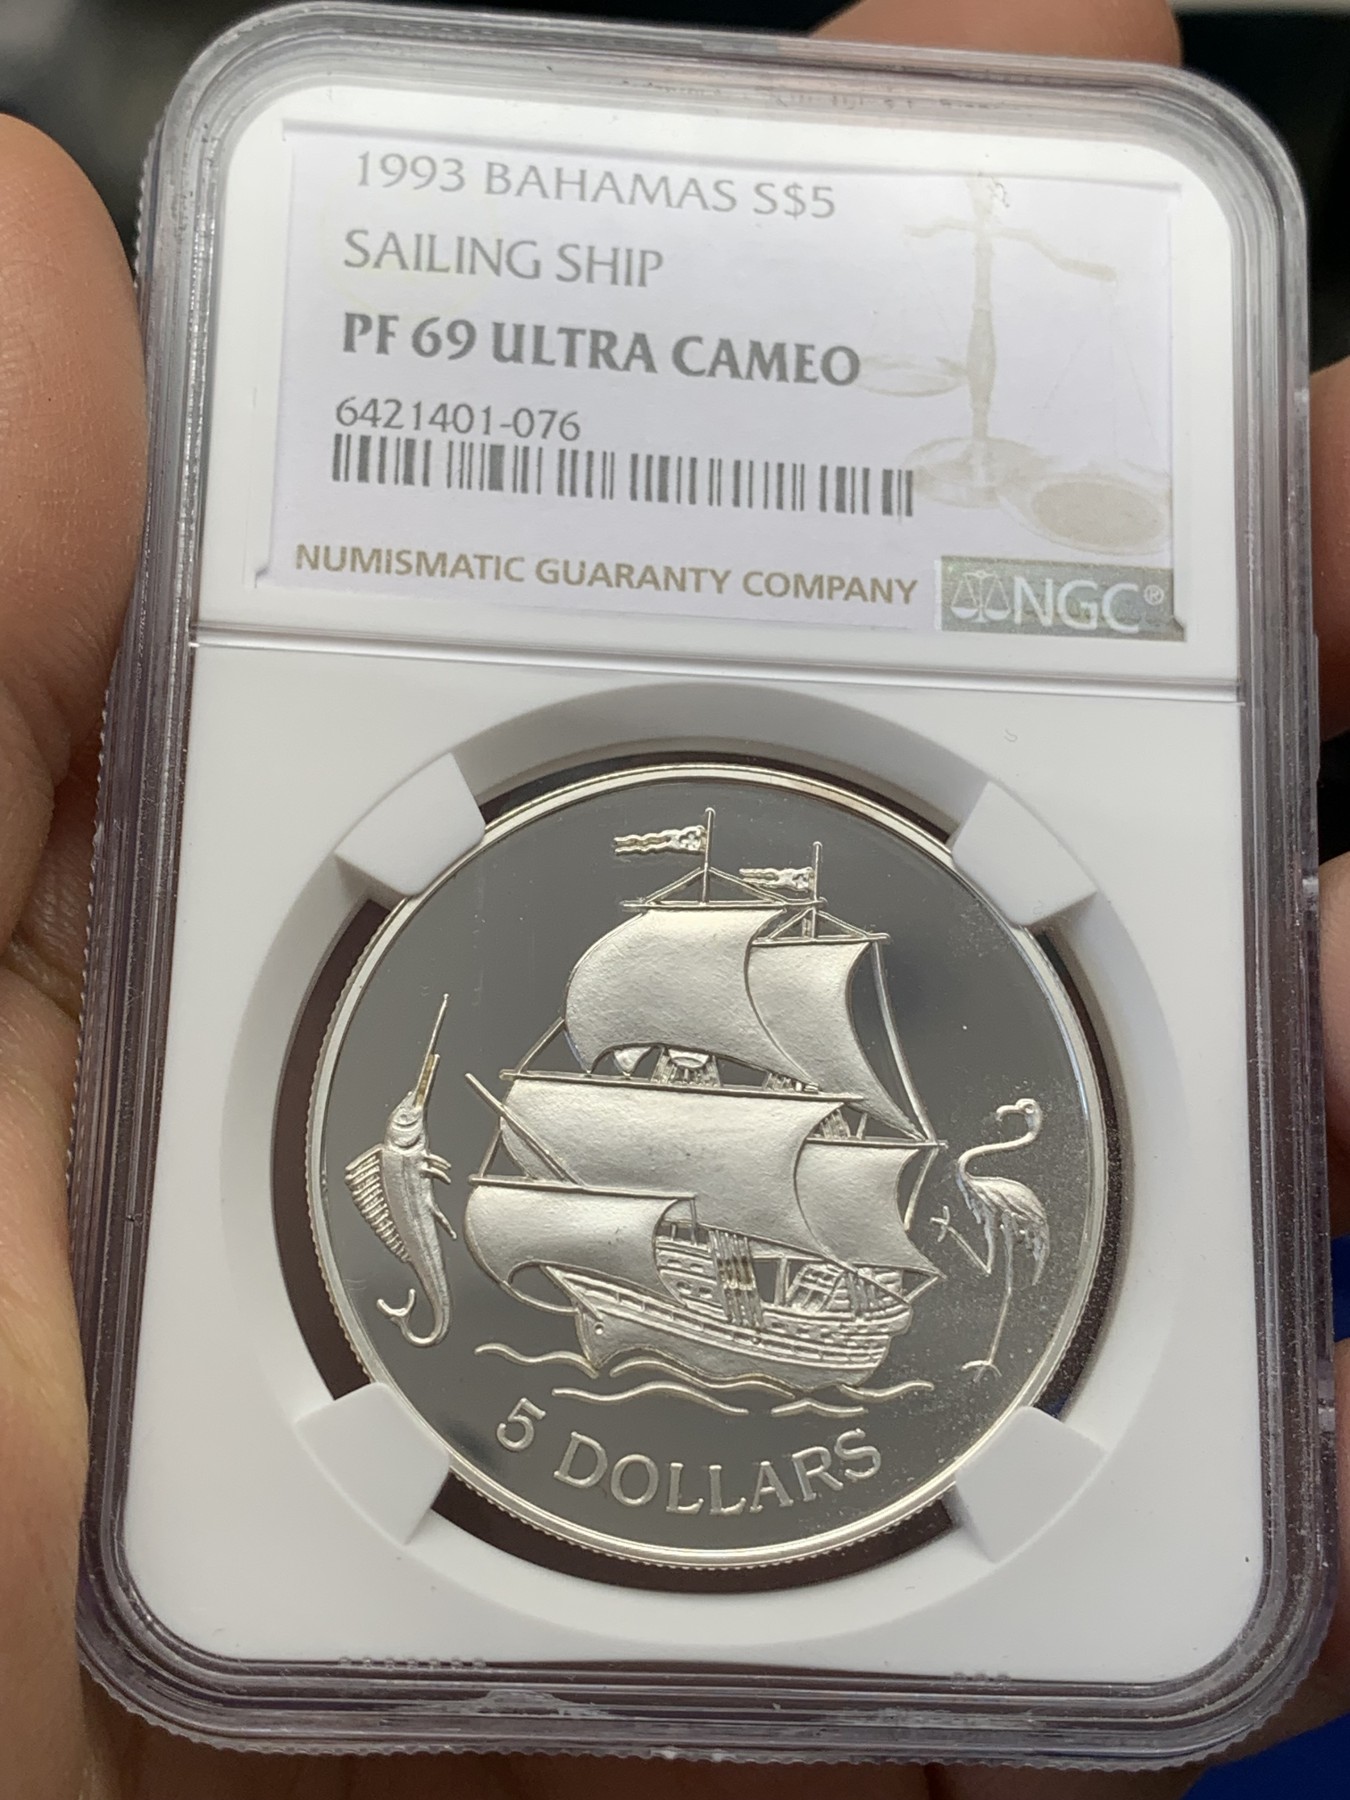 1993 BAHAMAS S$5
SAILING SHIP
PF 69 ULTRA CAMEO
6421401-076
NUMISMATIC GUARANTY COMPANY
NGC®
5 DOLLARS